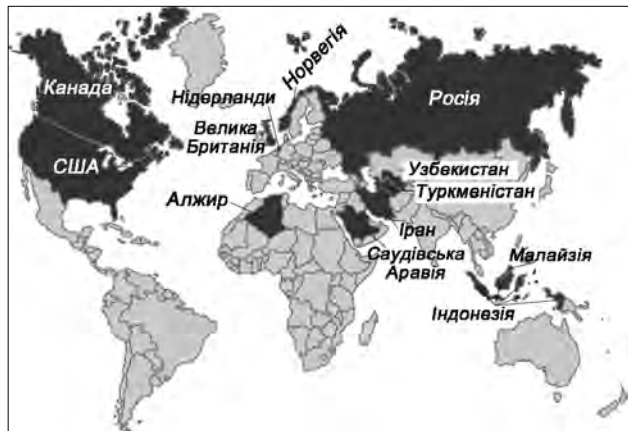 Канада
Норвегія
Нідерланди
Росія
Велика
Британія
США
Узбекистан
Туркменістан
Алжир
Іран
Саудівська
Аравія
Малайзія
Індонезія